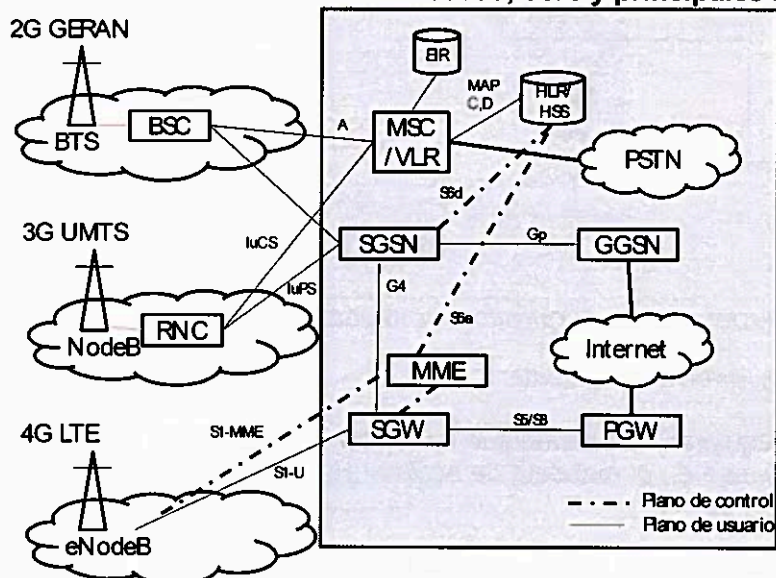 y principales
2G GERAN
BTS
BSC
A
EIR
MAP
C,D
HLR/
HSS
MSC
/ VLR
PSTN
S6d
3G UMTS
NodeB
RNC
IuCS
IuPS
SGSN
Gp
GGSN
G4
S6a
Internet
MME
4G LTE
eNodeB
S1-MME
S1-U
SGW
S5/S8
PGW
Plano de control
Plano de usuario